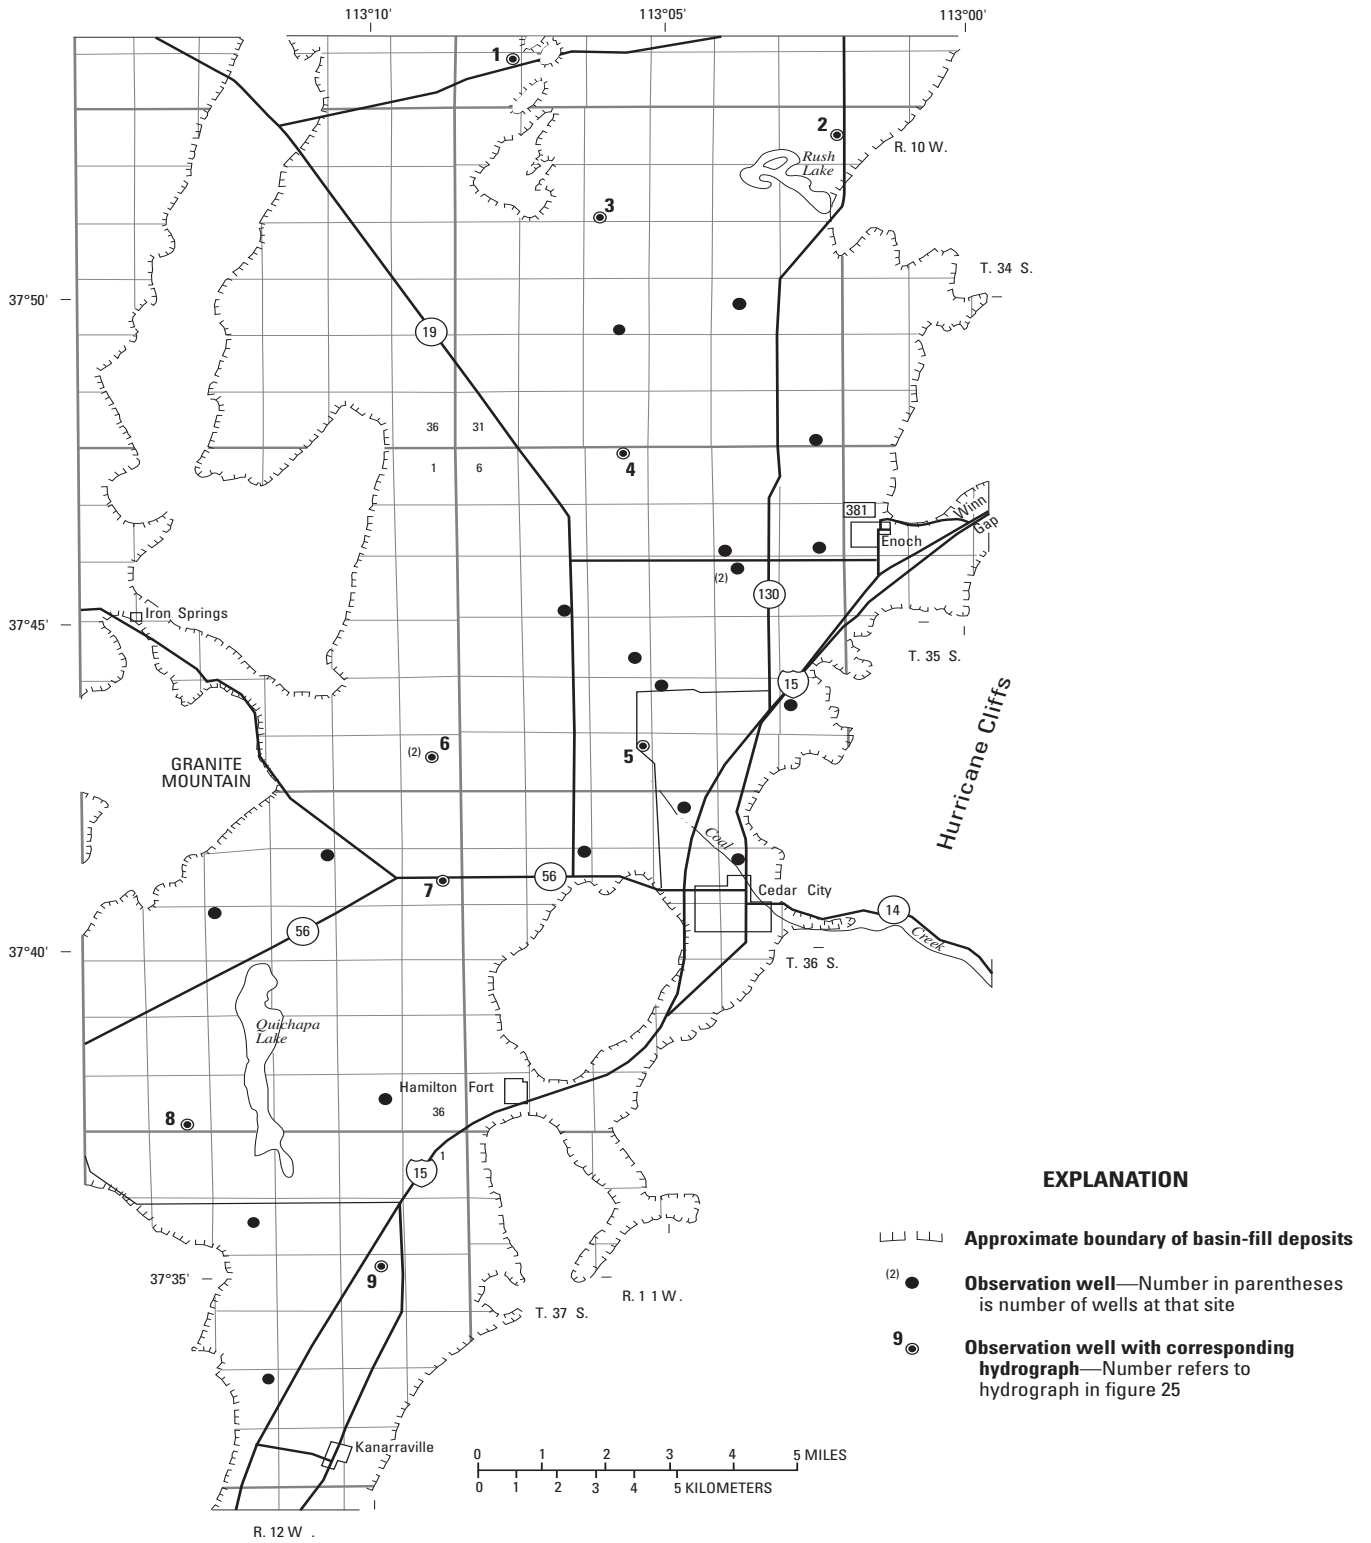 113°10'
113°05'
113°00'
1
2
R. 10 W.
Rush
Lake
3
T. 34 S.
37°50'
19
36
31
4
1
6
381
Winn
Gap
Enoch
(2)
130
Iron Springs
37°45'
T. 35 S.
15
Hurricane Cliffs
6
(2)
5
GRANITE
MOUNTAIN
Coal
7
56
Cedar City
14
56
Creek
37°40'
T. 36 S.
Quichapa
Lake
Hamilton Fort
36
8
1
15
EXPLANATION
Approximate boundary of basin-fill deposits
37°35'
9
(2)
Observation well—Number in parentheses
is number of wells at that site
R. 1 1 W.
T. 37 S.
9
Observation well with corresponding
hydrograph—Number refers to
hydrograph in figure 25
Kanarraville
0 1 2 3 4 5 MILES
0 1 2 3 4 5 KILOMETERS
R. 12 W .